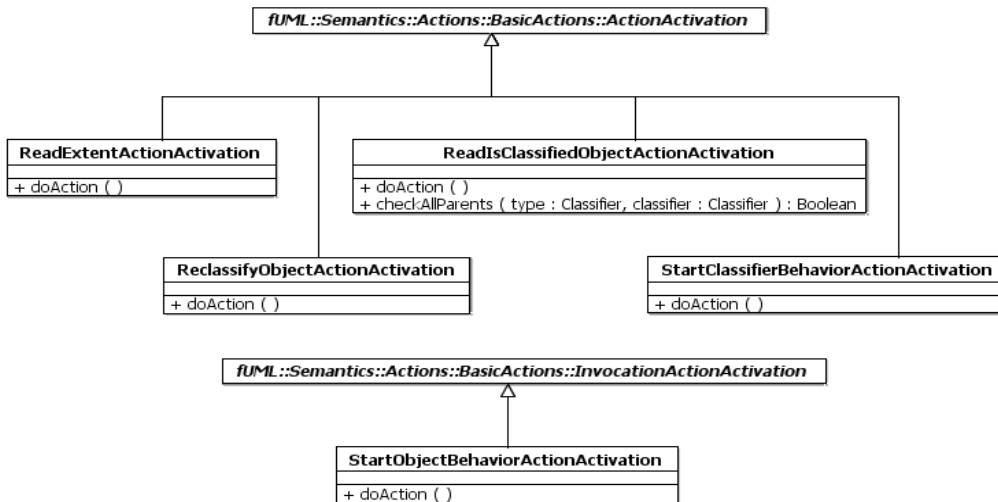 fUML::Semantics::Actions::BasicActions::ActionActivation
ReadExtentActionActivation
+ doAction ( )
ReadIsClassifiedObjectActionActivation
+ doAction ( )
+ checkAllParents ( type : Classifier, classifier : Classifier ) : Boolean
ReclassifyObjectActionActivation
+ doAction ( )
StartClassifierBehaviorActionActivation
+ doAction ( )
fUML::Semantics::Actions::BasicActions::InvocationActionActivation
StartObjectBehaviorActionActivation
+ doAction ( )